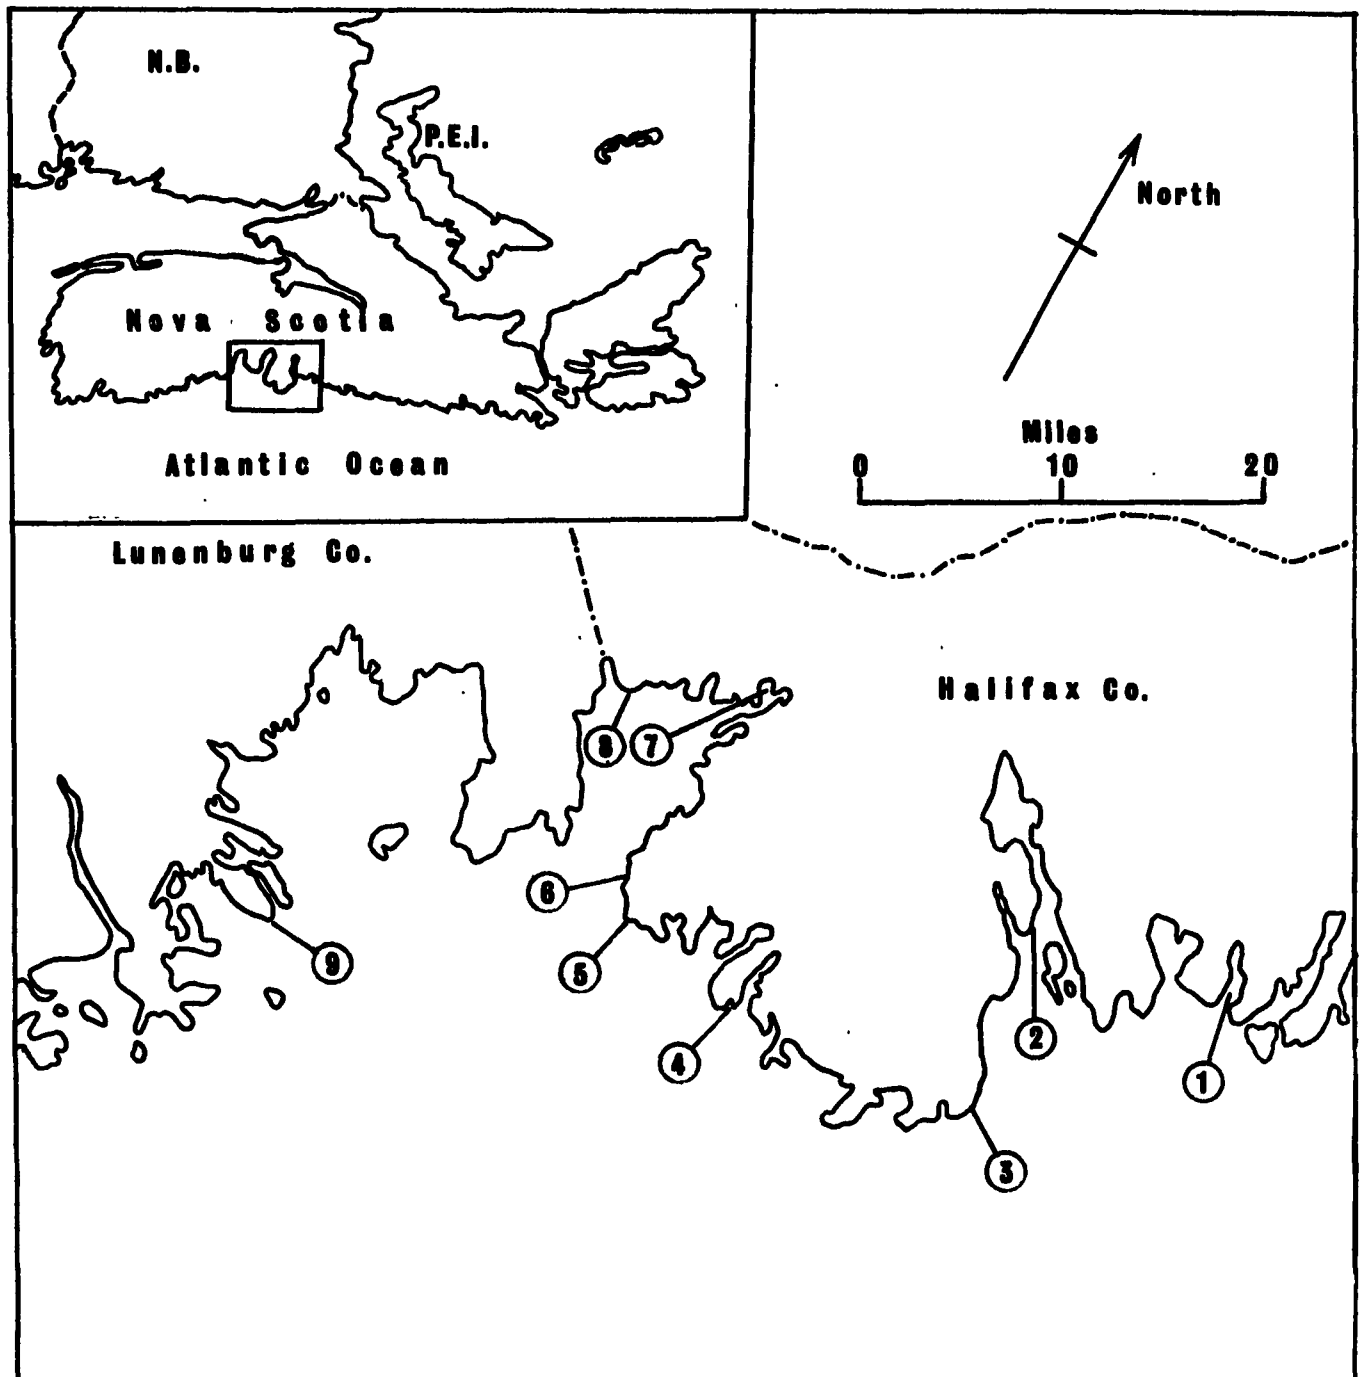 N.B.
P.E.I.
North
Nova Scotia
Miles
0 10 20
Atlantic Ocean
Lunenburg Co.
Halifax Co.
8 7
6
9
5
2
4
1
3